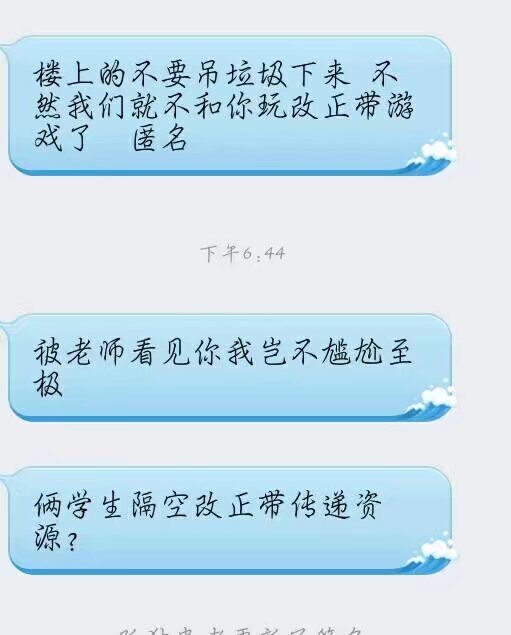 楼上的不要吊垃圾下来 不
然我们就不和你玩改正带游
戏了 匿名
下午6:44
被老师看见你我岂不尴尬至
极
俩学生隔空改正带传递资
源?